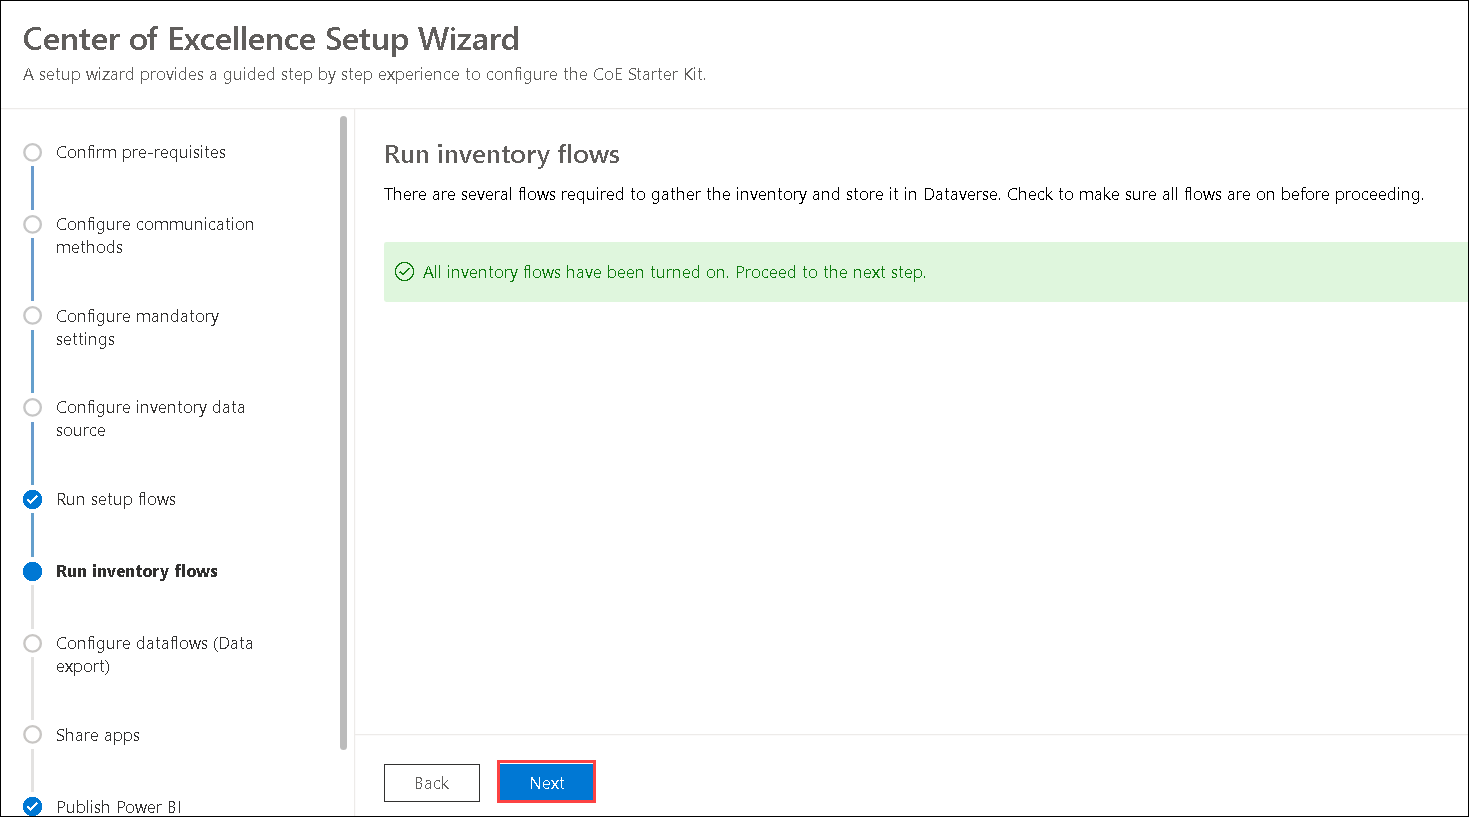 Center of Excellence Setup Wizard
A setup wizard provides a guided step by step experience to configure the CoE Starter Kit.
Confirm pre-requisites
Configure communication
methods
Configure mandatory
settings
Configure inventory data
source
Run setup flows
Run inventory flows
Configure dataflows (Data
export)
Share apps
Publish Power BI
Run inventory flows
There are several flows required to gather the inventory and store it in Dataverse. Check to make sure all flows are on before proceeding.
All inventory flows have been turned on. Proceed to the next step.
Back
Next